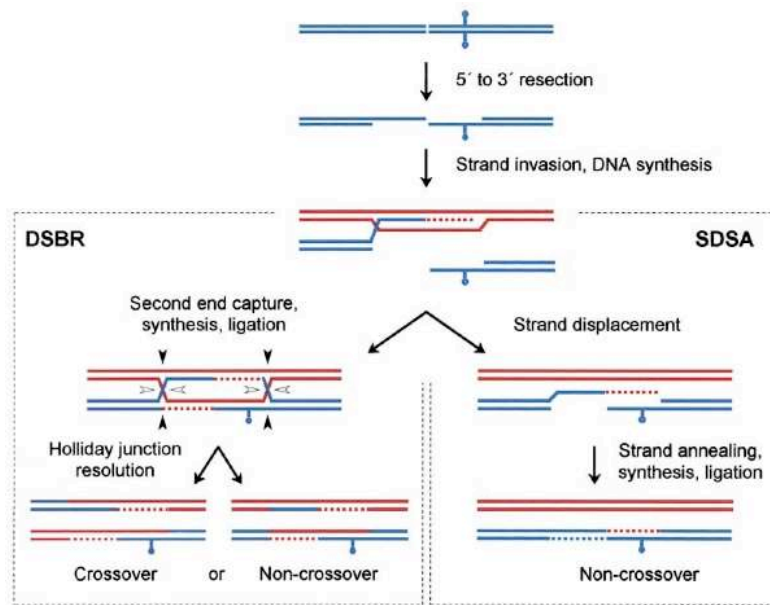 5´ to 3´ resection
Strand invasion, DNA synthesis
DSBR
SDSA
Second end capture,
synthesis, ligation
Strand displacement
Holliday junction
resolution
Strand annealing,
synthesis, ligation
Crossover or Non-crossover
Non-crossover